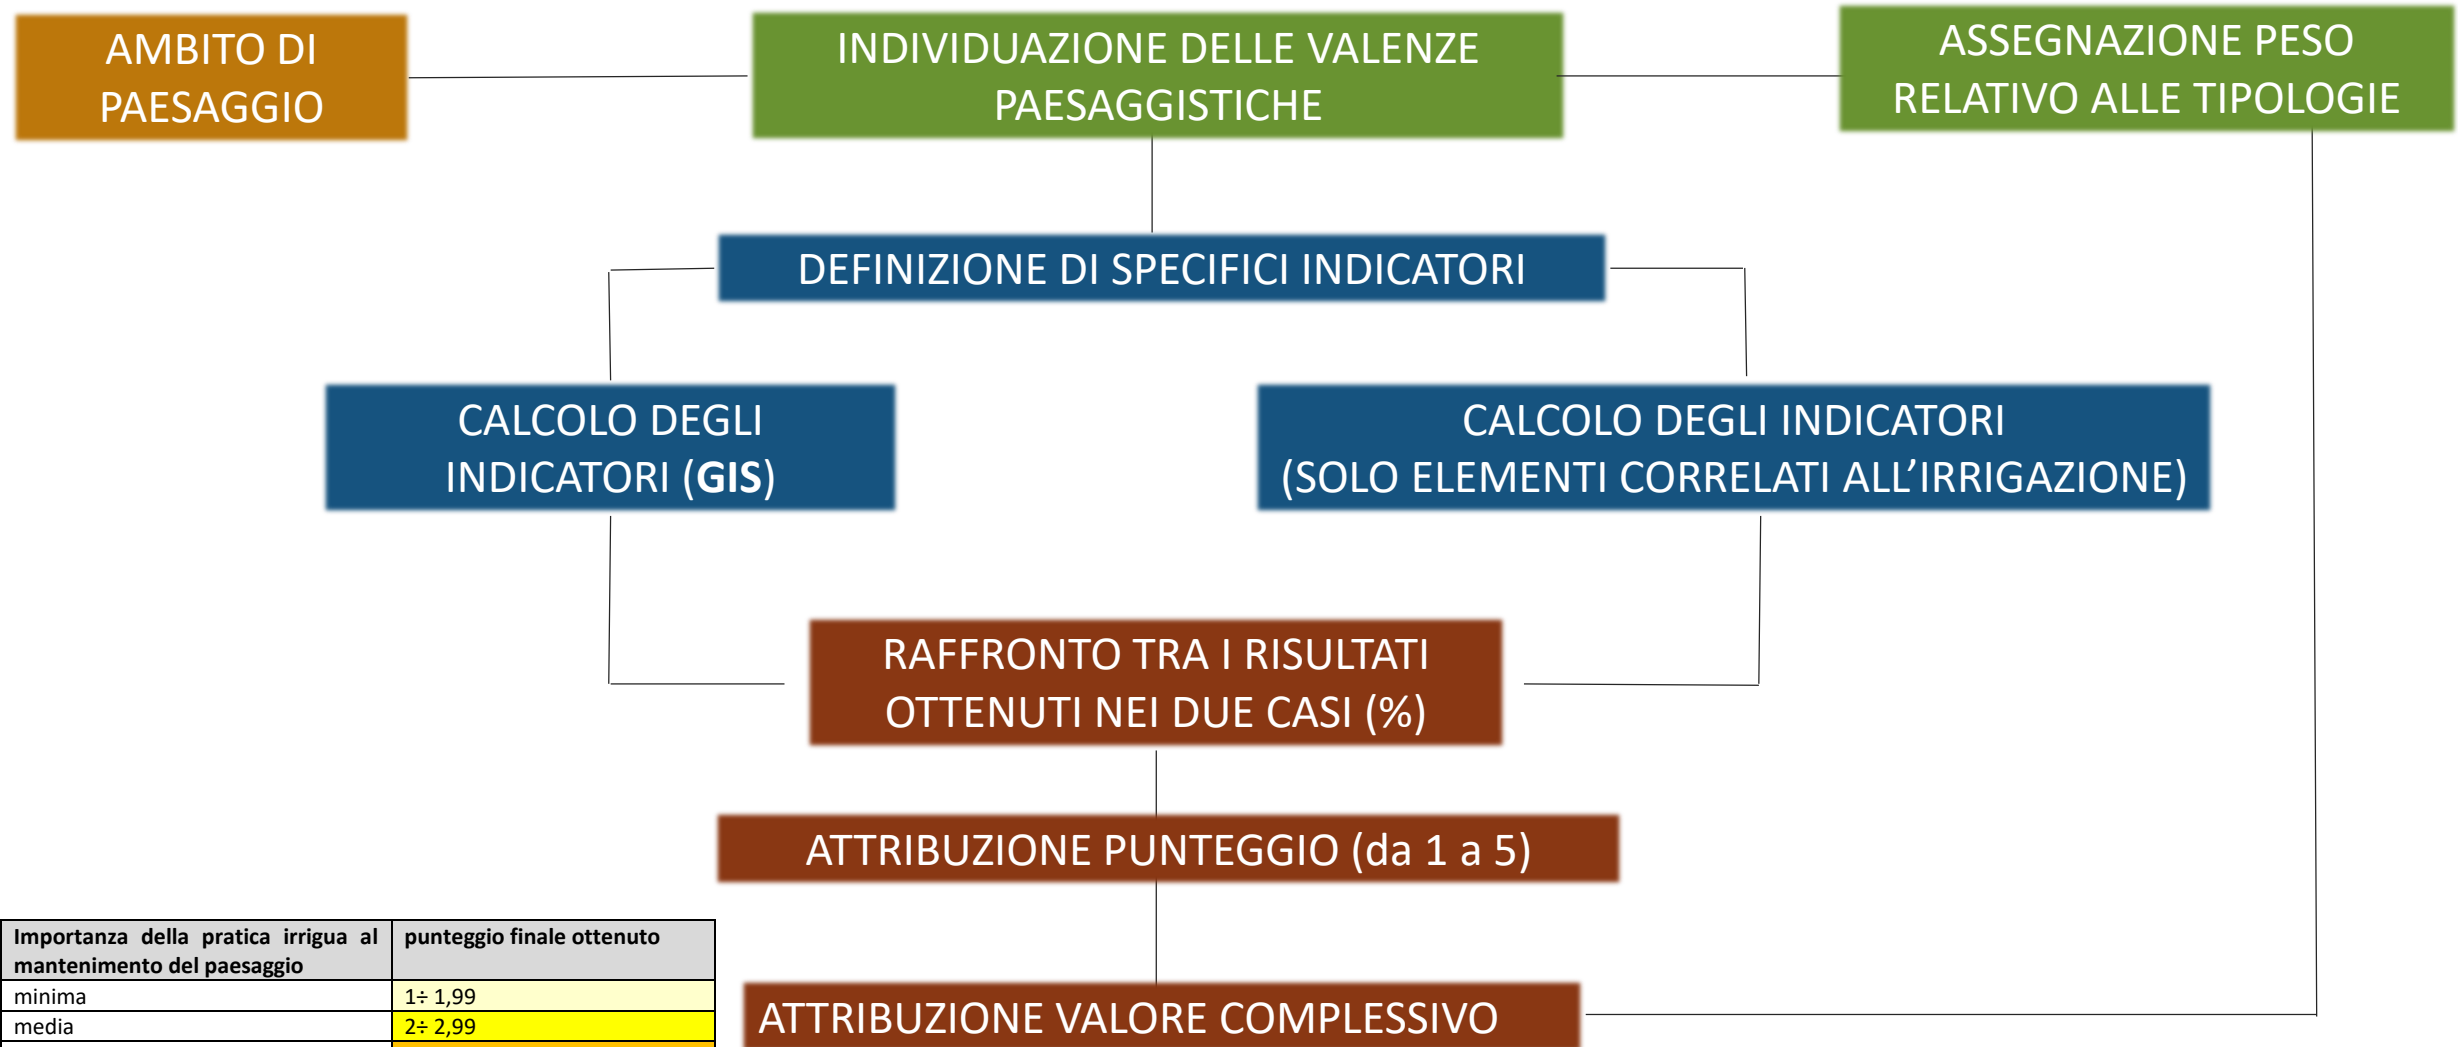 AMBITO DI
PAESAGGIO
INDIVIDUAZIONE DELLE VALENZE
PAESAGGISTICHE
ASSEGNAZIONE PESO
RELATIVO ALLE TIPOLOGIE
DEFINIZIONE DI SPECIFICI INDICATORI
CALCOLO DEGLI
INDICATORI (GIS)
CALCOLO DEGLI INDICATORI
(SOLO ELEMENTI CORRELATI ALL’IRRIGAZIONE)
RAFFRONTO TRA I RISULTATI
OTTENUTI NEI DUE CASI (%)
ATTRIBUZIONE PUNTEGGIO (da 1 a 5)
ATTRIBUZIONE VALORE COMPLESSIVO
Importanza della pratica irrigua al
mantenimento del paesaggio
punteggio finale ottenuto
minima
1÷ 1,99
media
2÷ 2,99